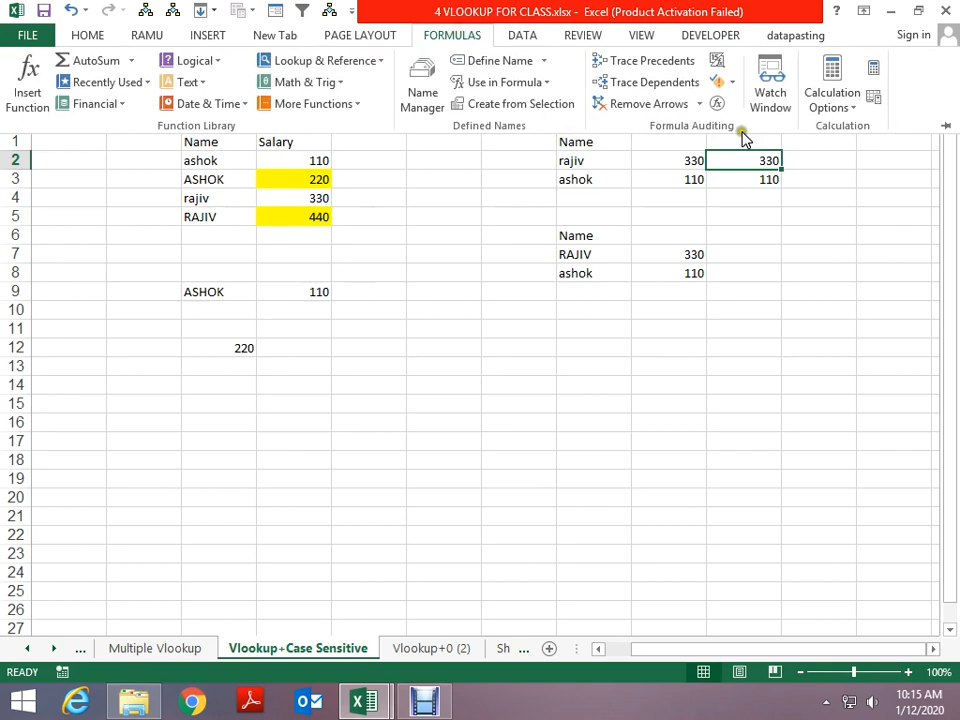 4 VLOOKUP FOR CLASS.xlsx - Excel (Product Activation Failed)
?
FILE HOME RAMU INSERT New Tab PAGE LAYOUT FORMULAS DATA REVIEW VIEW DEVELOPER datapasting Sign in
AutoSum Logical Lookup & Reference Define Name Trace Precedents
Recently Used Text Math & Trig Use in Formula Trace Dependents
Financial Date & Time More Functions Create from Selection Remove Arrows
fx Insert Function
Name Manager
Watch Window
Calculation Options
Function Library Defined Names Formula Auditing Calculation
1 Name Salary Name
2 ashok 110 rajiv 330 330
3 ASHOK 220 ashok 110 110
4 rajiv 330
5 RAJIV 440
6 Name
7 RAJIV 330
8 ashok 110
9 ASHOK 110
10
11
12 220
13
14
15
16
17
18
19
20
21
22
23
24
25
26
27
... Multiple Vlookup Vlookup+Case Sensitive Vlookup+0 (2) Sh ...
READY 100%
10:15 AM
1/12/2020